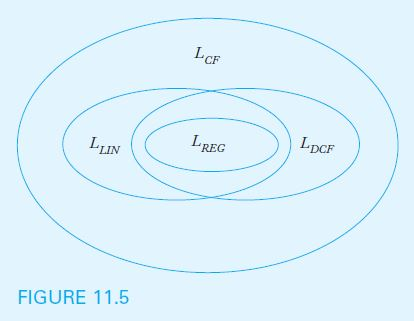 L_CF
L_LIN L_REG L_DCF
FIGURE 11.5